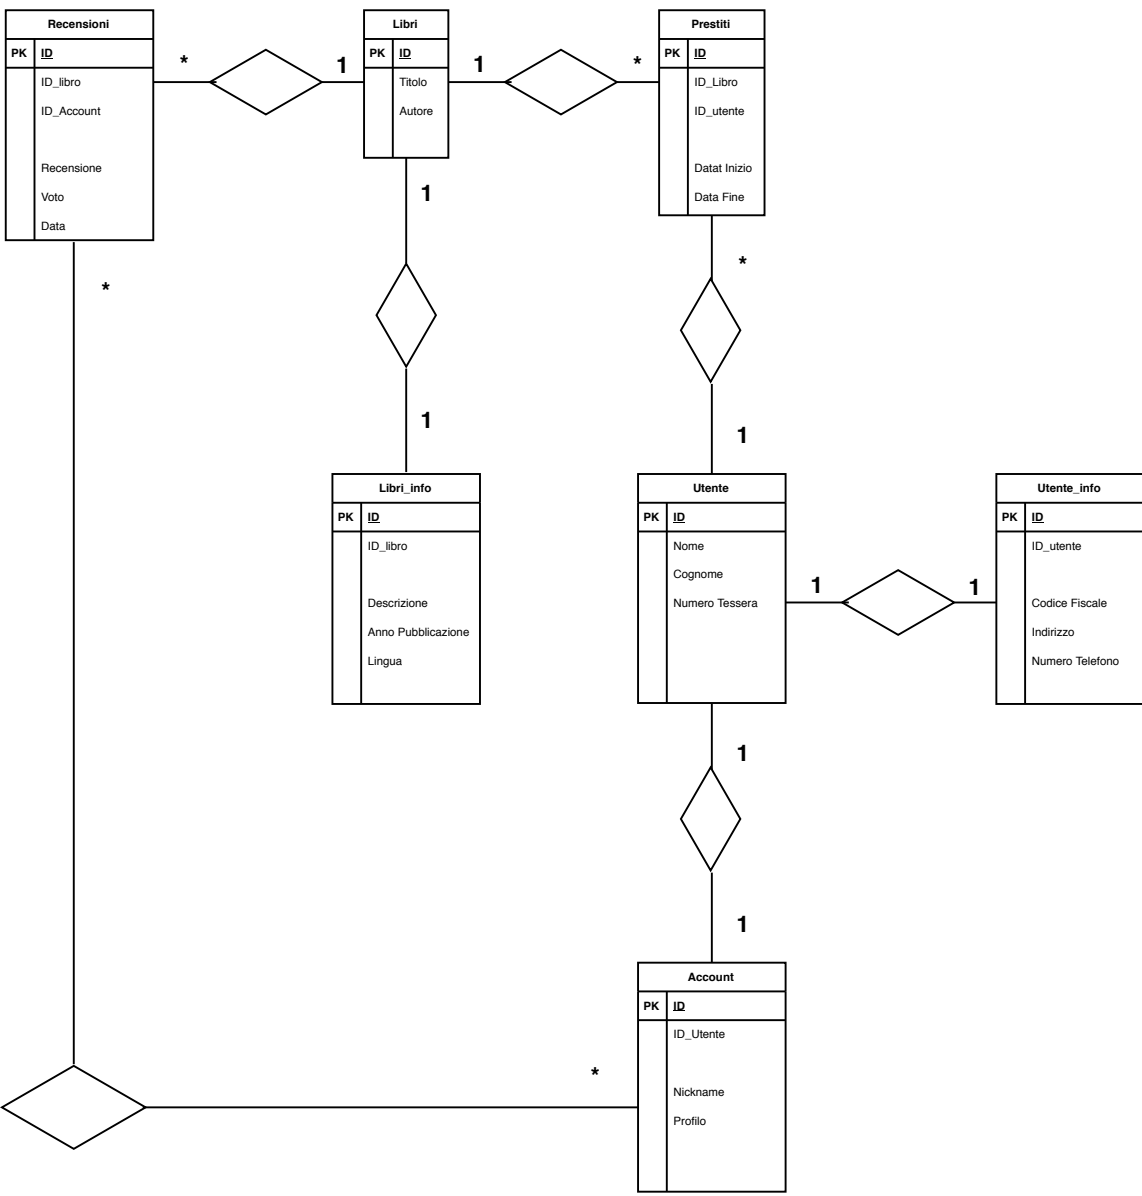 Recensioni
PK ID
ID_libro
ID_Account
Recensione
Voto
Data
*
1
Libri
PK ID
Titolo
Autore
1
*
Prestiti
PK ID
ID_Libro
ID_utente
Datat Inizio
Data Fine
1
*
*
1
1
Libri_info
PK ID
ID_libro
Descrizione
Anno Pubblicazione
Lingua
Utente
PK ID
Nome
Cognome
Numero Tessera
1
1
Utente_info
PK ID
ID_utente
Codice Fiscale
Indirizzo
Numero Telefono
1
1
Account
PK ID
ID_Utente
Nickname
Profilo
*